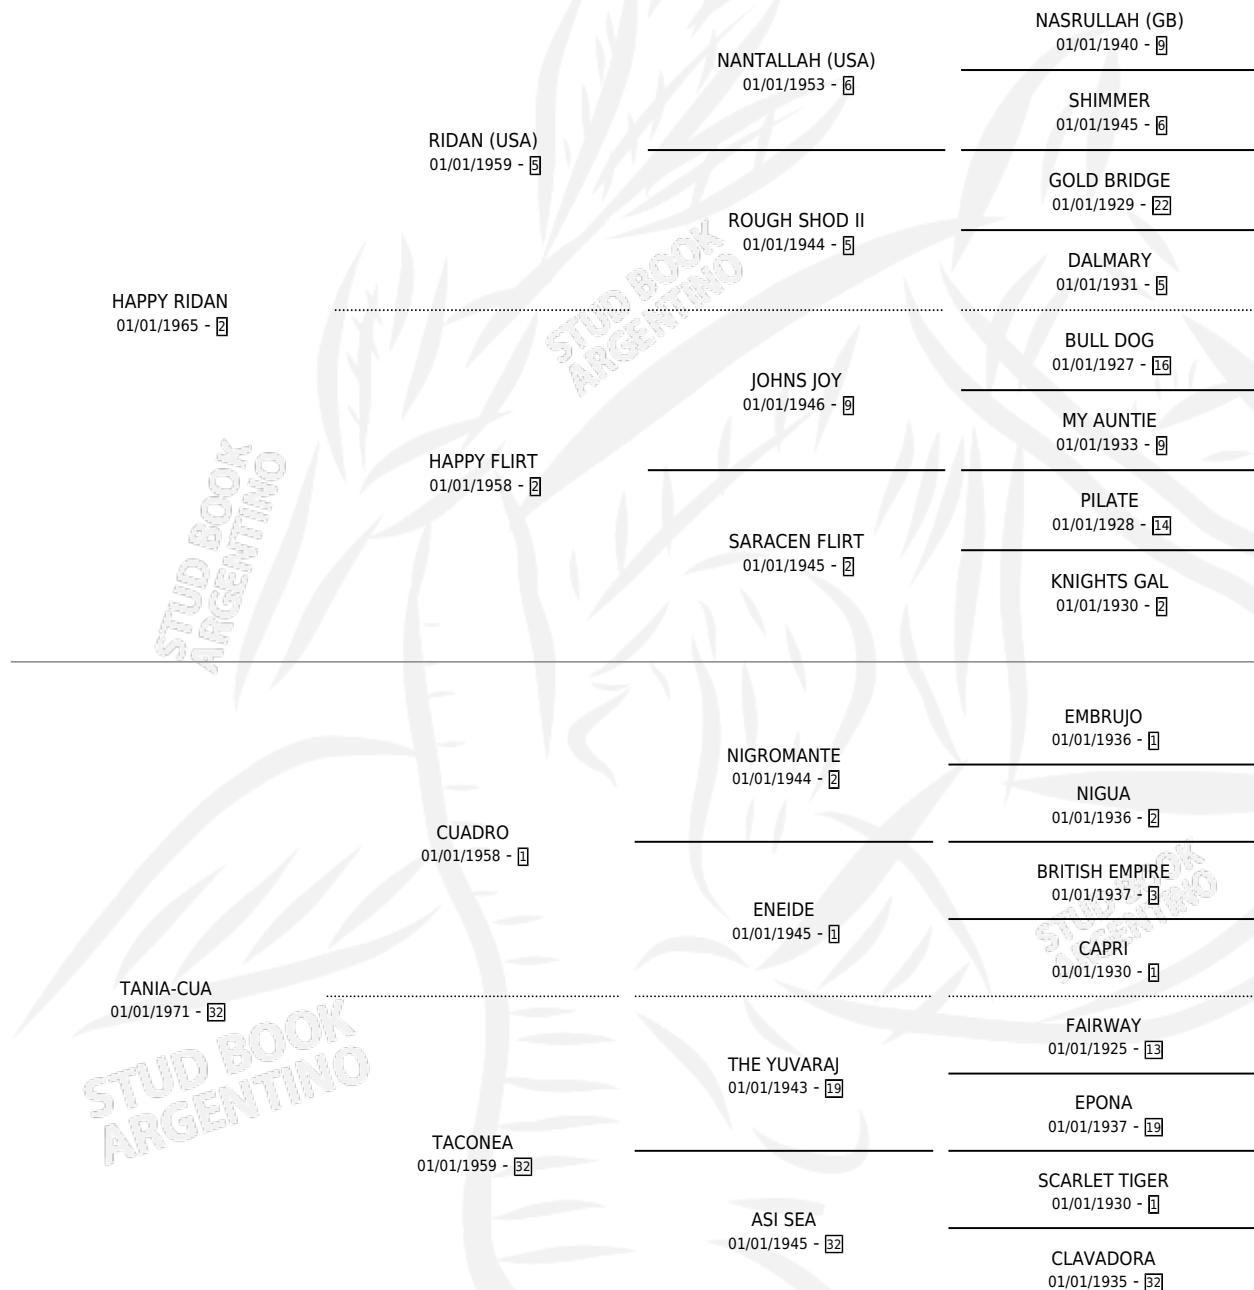 NASRULLAH (GB)
01/01/1940 - 9
NANTALLAH (USA)
01/01/1953 - 6
SHIMMER
01/01/1945 - 6
RIDAN (USA)
01/01/1959 - 5
GOLD BRIDGE
01/01/1929 - 22
ROUGH SHOD II
01/01/1944 - 5
DALMARY
01/01/1931 - 5
HAPPY RIDAN
01/01/1965 - 2
BULL DOG
01/01/1927 - 16
JOHNS JOY
01/01/1946 - 9
MY AUNTIE
01/01/1933 - 9
HAPPY FLIRT
01/01/1958 - 2
PILATE
01/01/1928 - 14
SARACEN FLIRT
01/01/1945 - 2
KNIGHTS GAL
01/01/1930 - 2
STUD BOOK
ARGENTINO
STUD BOOK
ARGENTINO
EMBRUJO
01/01/1936 - 1
NIGROMANTE
01/01/1944 - 2
NIGUA
01/01/1936 - 2
CUADRO
01/01/1958 - 1
BRITISH EMPIRE
01/01/1937 - 3
ENEIDE
01/01/1945 - 1
CAPRI
01/01/1930 - 1
TANIA-CUA
01/01/1971 - 32
FAIRWAY
01/01/1925 - 13
THE YUVARAJ
01/01/1943 - 19
EPONA
01/01/1937 - 19
TACONEA
01/01/1959 - 32
SCARLET TIGER
01/01/1930 - 1
ASI SEA
01/01/1945 - 32
CLAVADORA
01/01/1935 - 32
STUD BOOK
ARGENTINO
STUD BOOK
ARGENTINO